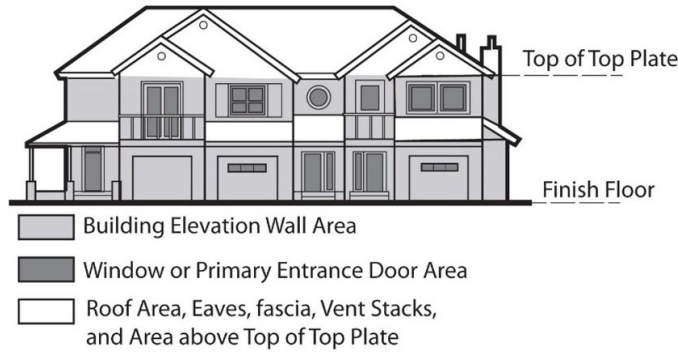 Top of Top Plate
Finish Floor
Building Elevation Wall Area
Window or Primary Entrance Door Area
Roof Area, Eaves, fascia, Vent Stacks,
and Area above Top of Top Plate